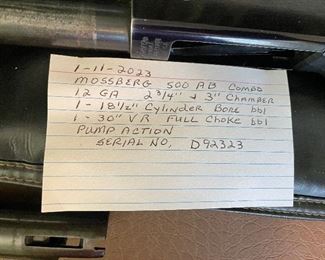 1-11-2023
MOSSBERG 500 AB COMBO
12 GA 2 3/4" & 3" CHAMBER
1-18 1/2" CYLINDER BORE bbl
1-30" VR FULL CHOKE bbl
PUMP ACTION
SERIAL NO, D92323